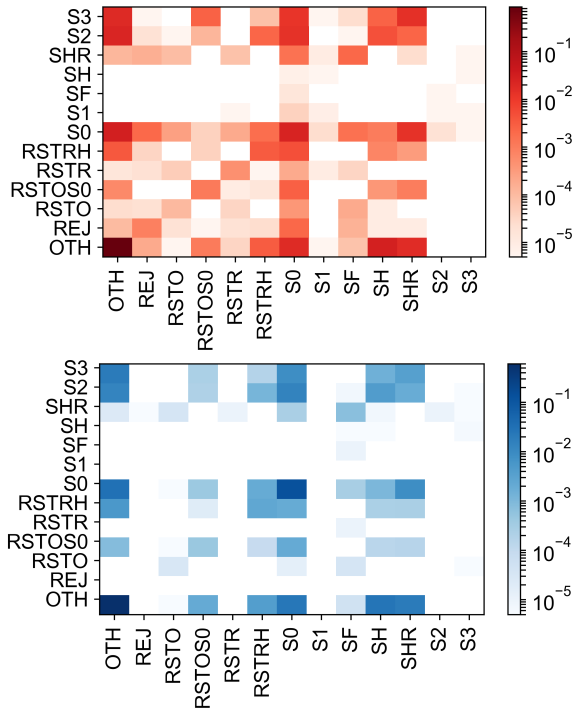 S3
S2
SHR
SH
SF
S1
S0
RSTRH
RSTR
RSTOS0
RSTO
REJ
OTH
OTH
REJ
RSTO
RSTOS0
RSTR
RSTRH
S0
S1
SF
SH
SHR
S2
S3
10⁻¹
10⁻²
10⁻³
10⁻⁴
10⁻⁵
S3
S2
SHR
SH
SF
S1
S0
RSTRH
RSTR
RSTOS0
RSTO
REJ
OTH
OTH
REJ
RSTO
RSTOS0
RSTR
RSTRH
S0
S1
SF
SH
SHR
S2
S3
10⁻¹
10⁻²
10⁻³
10⁻⁴
10⁻⁵